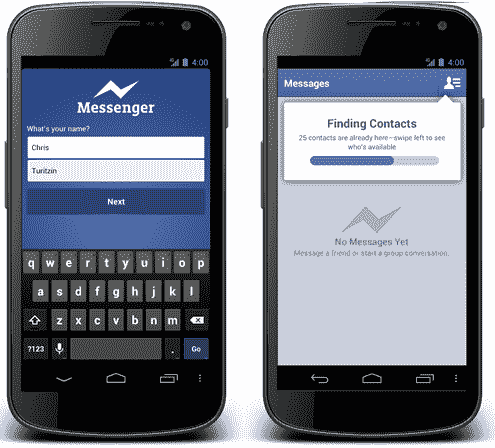 4:00
Messenger
What's your name?
Chris
Turitzin
Next
q w e r t y u i o p
a s d f g h j k l
z x c v b n m
?123 . Go
4:00
Messages
Finding Contacts
25 contacts are already here—swipe left to see
who's available
No Messages Yet
Message a friend or start a group conversation.